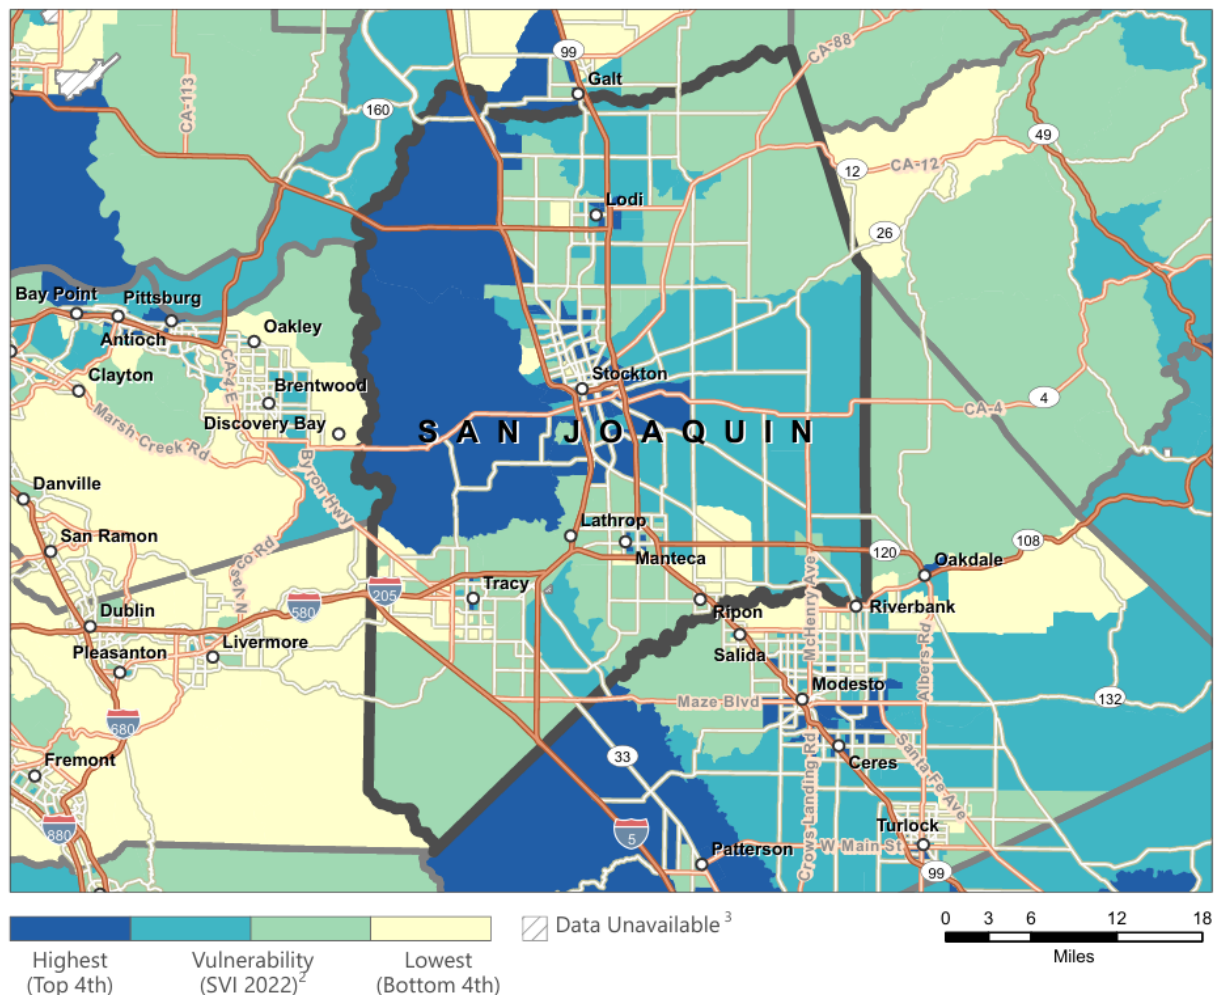 CA-88
99
Galt
CA-113
160
49
12
CA-12
Lodi
26
Bay Point
Pittsburg
Antioch
Oakley
CA-4 E
Clayton
Brentwood
Stockton
4
CA-4
Marsh Creek Rd
Discovery Bay
SAN JOAQUIN
Byron Hwy
Danville
San Ramon
Lathrop
Manteca
120
108
Oakdale
Tracy
205
580
McHenry Ave
Dublin
Ripon
Riverbank
Livermore
Pleasanton
Salida
Albers Rd
Modesto
Maze Blvd
132
680
33
Ceres
Santa Fe Ave
Fremont
880
5
Crows Landing Rd
Turlock
Patterson
W Main St
99
Highest
(Top 4th)
Vulnerability
(SVI 2022)2
Lowest
(Bottom 4th)
Data Unavailable 3
0 3 6 12 18
Miles